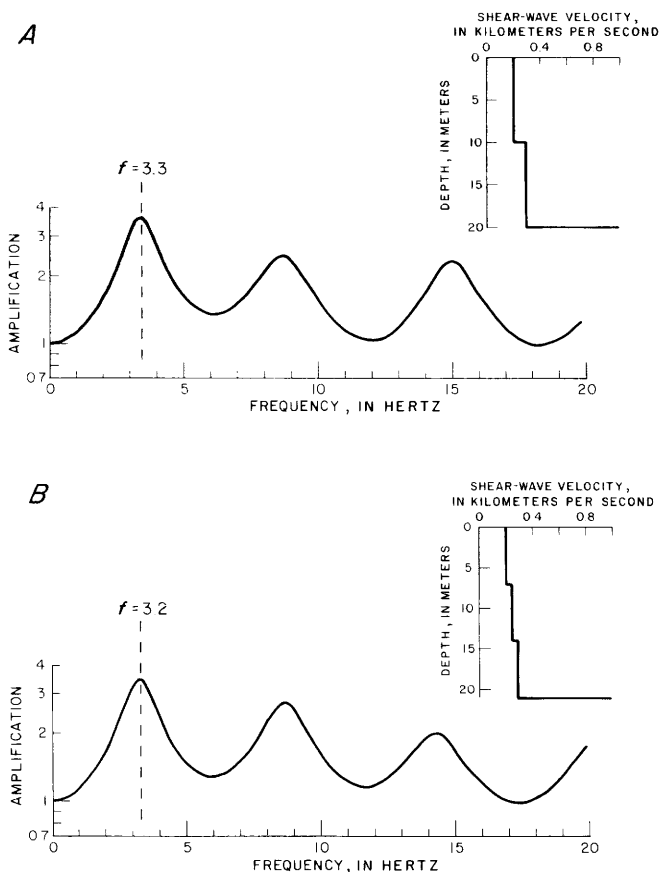 A
SHEAR-WAVE VELOCITY,
IN KILOMETERS PER SECOND
0 0.4 0.8
0
5
10
15
20
DEPTH, IN METERS
f = 3.3
4
3
2
1
0.7
AMPLIFICATION
0 5 10 15 20
FREQUENCY, IN HERTZ
B
SHEAR-WAVE VELOCITY,
IN KILOMETERS PER SECOND
0 0.4 0.8
0
5
10
15
20
DEPTH, IN METERS
f = 3.2
4
3
2
1
0.7
AMPLIFICATION
0 5 10 15 20
FREQUENCY, IN HERTZ